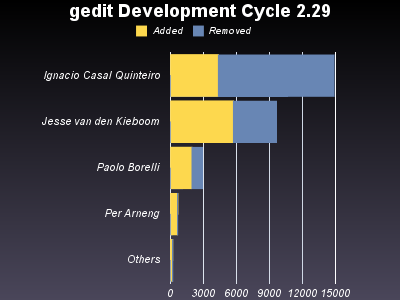 gedit Development Cycle 2.29
Added Removed
Ignacio Casal Quinteiro
Jesse van den Kieboom
Paolo Borelli
Per Arneng
Others
0 3000 6000 9000 12000 15000